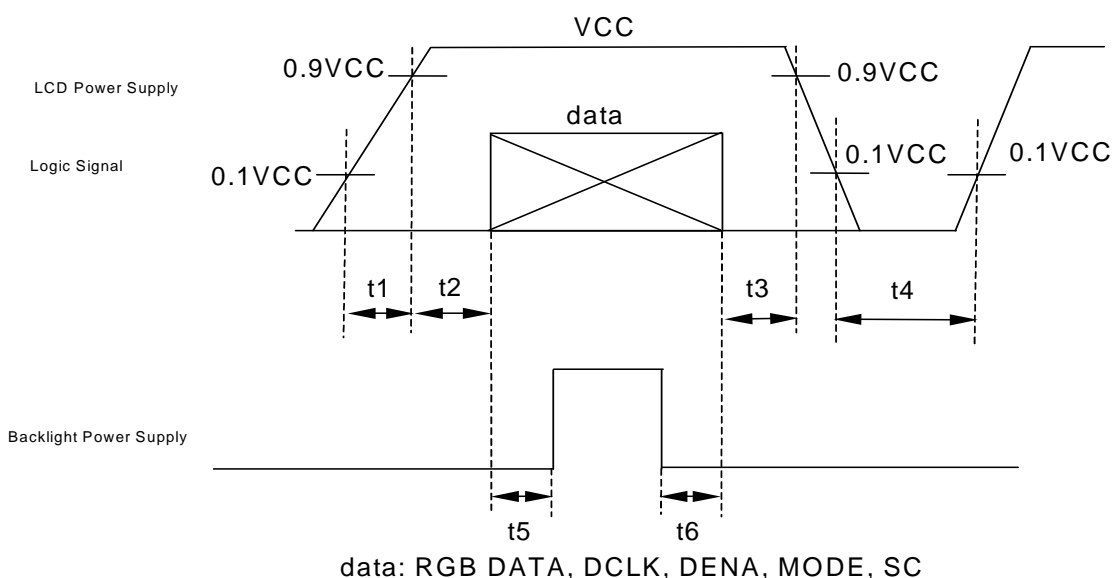 VCC
0.9VCC
0.9VCC
LCD Power Supply
data
Logic Signal
0.1VCC
0.1VCC
0.1VCC
t1
t2
t3
t4
Backlight Power Supply
t5
t6
data: RGB DATA, DCLK, DENA, MODE, SC